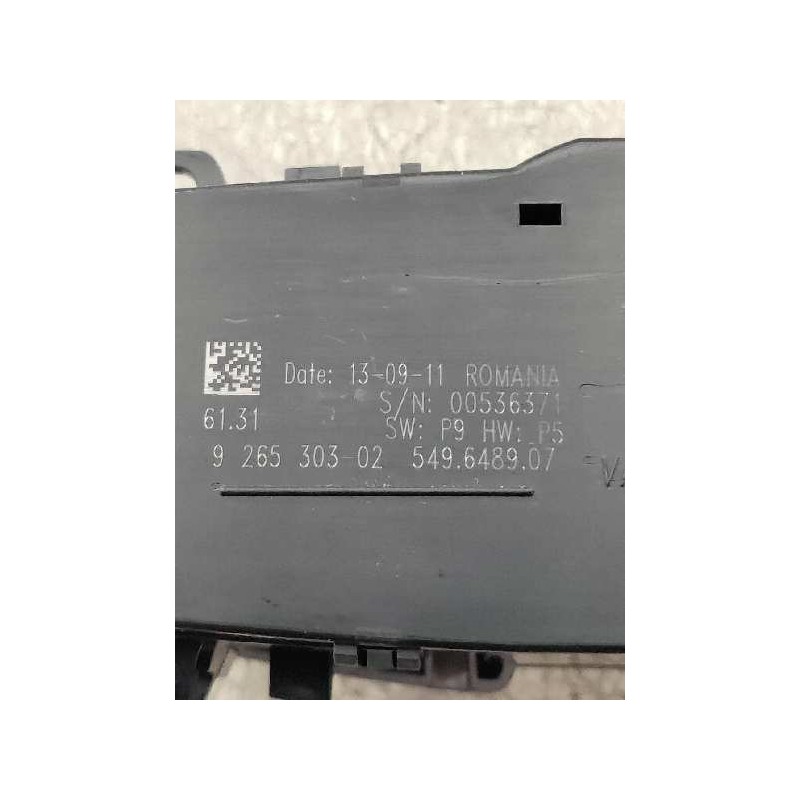 Date: 13-09-11 ROMANIA
S/N: 00536371
61.31
SW: P9 HW: P5
9 265 303-02 549.6489.07